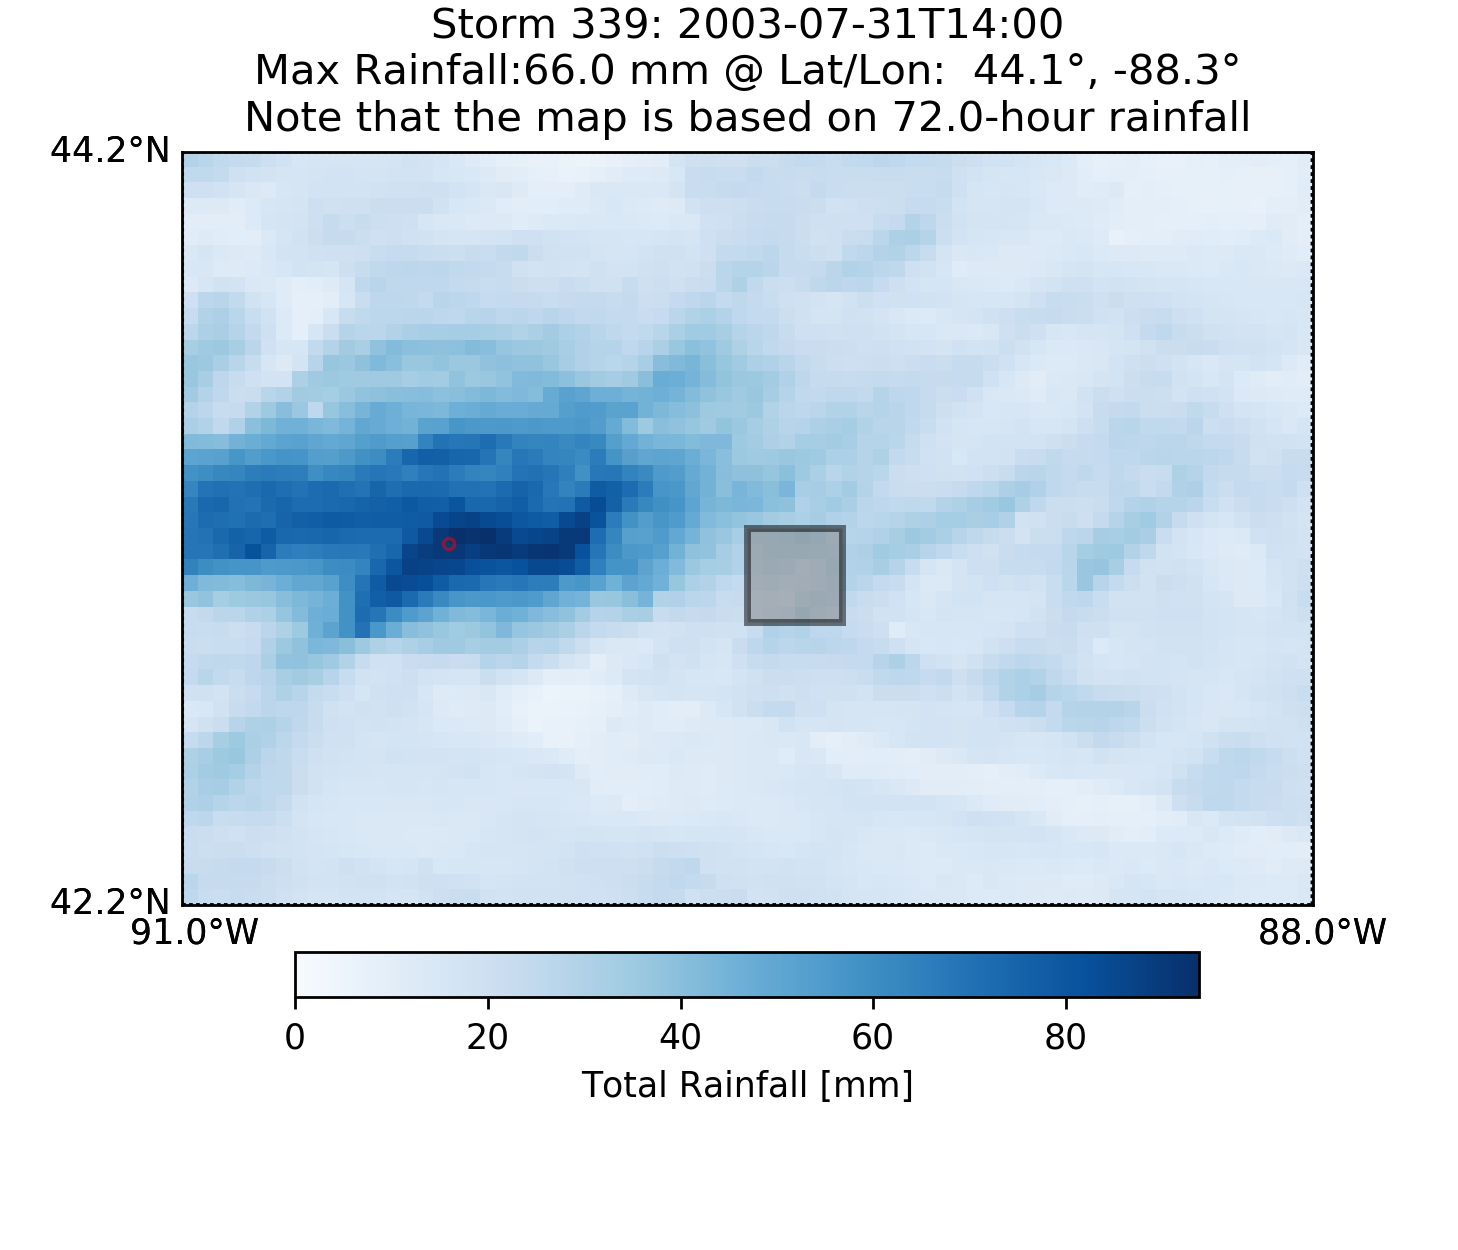 Storm 339: 2003-07-31T14:00
Max Rainfall:66.0 mm @ Lat/Lon:  44.1°, -88.3°
Note that the map is based on 72.0-hour rainfall
44.2°N
42.2°N
91.0°W 88.0°W
0 20 40 60 80
Total Rainfall [mm]